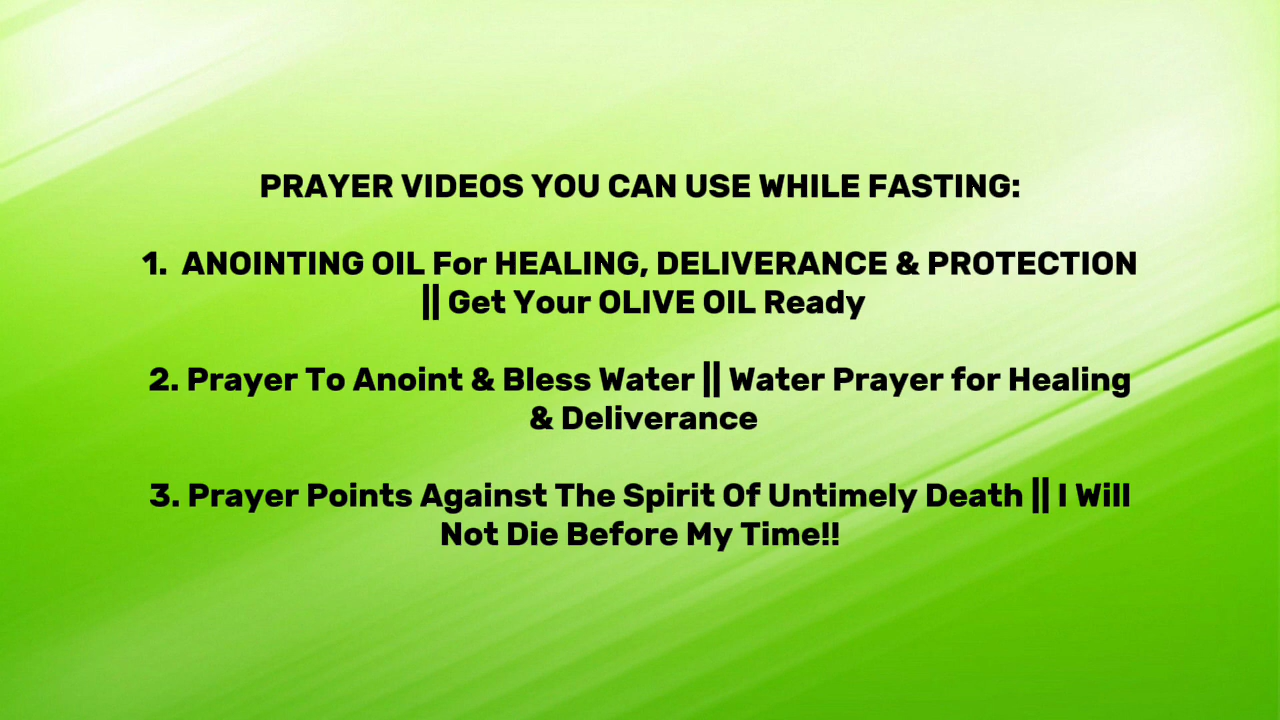 PRAYER VIDEOS YOU CAN USE WHILE FASTING:
1. ANOINTING OIL For HEALING, DELIVERANCE & PROTECTION
|| Get Your OLIVE OIL Ready
2. Prayer To Anoint & Bless Water || Water Prayer for Healing
& Deliverance
3. Prayer Points Against The Spirit Of Untimely Death || I Will
Not Die Before My Time!!